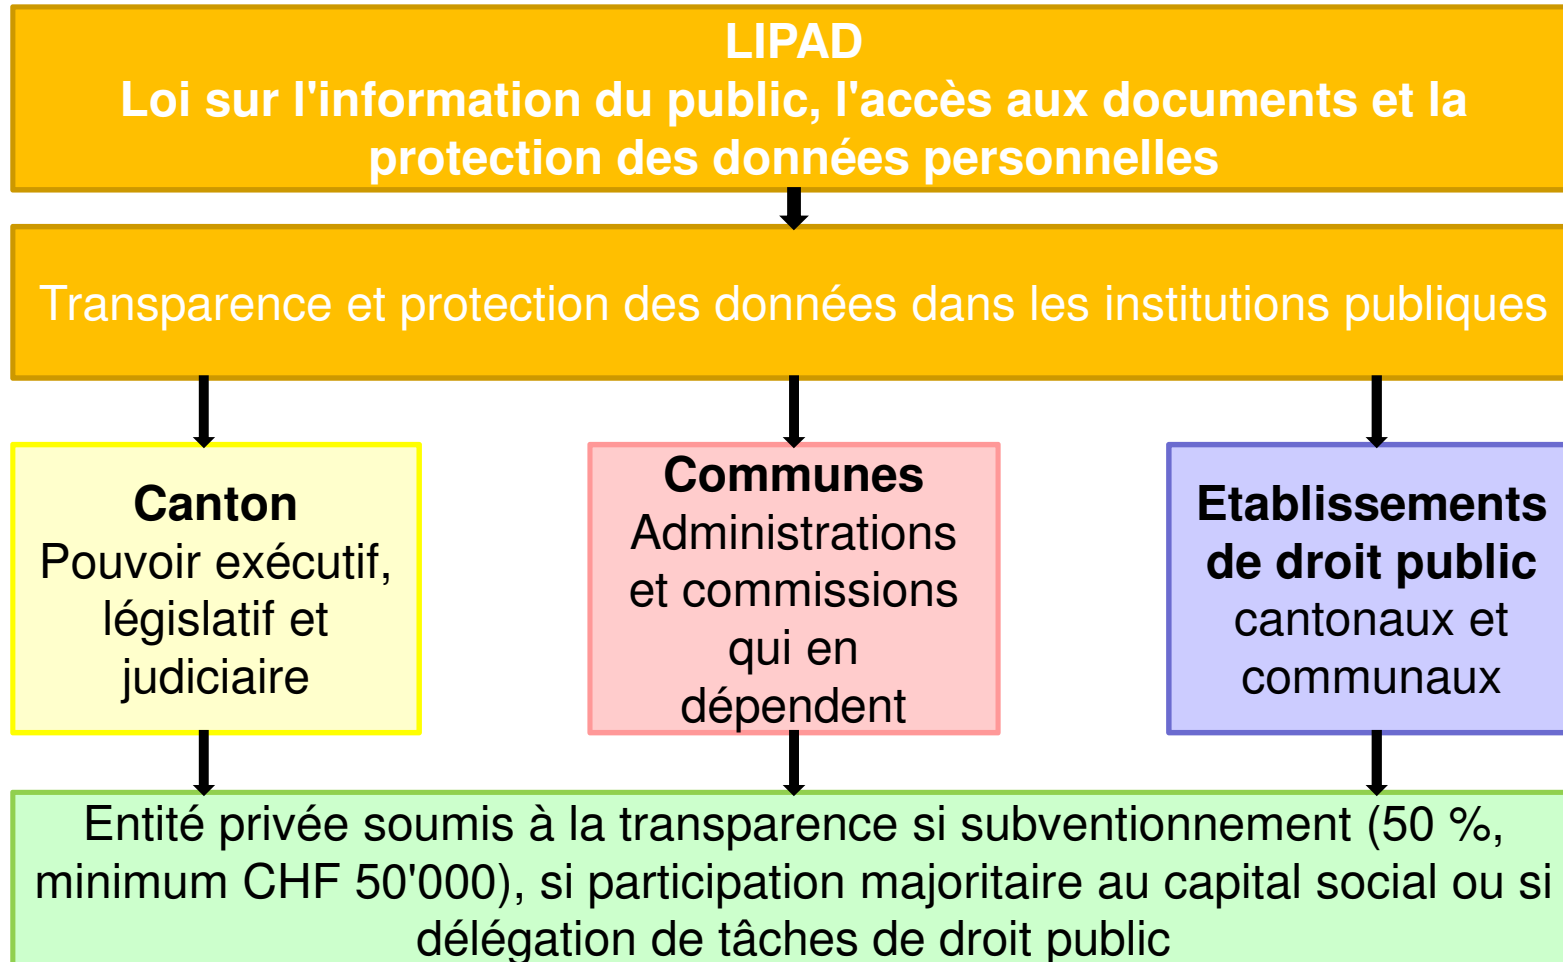 LIPAD
Loi sur l'information du public, l'accès aux documents et la
protection des données personnelles
Transparence et protection des données dans les institutions publiques
Canton
Pouvoir exécutif,
législatif et
judiciaire
Communes
Administrations
et commissions
qui en
dépendent
Etablissements
de droit public
cantonaux et
communaux
Entité privée soumis à la transparence si subventionnement (50 %,
minimum CHF 50'000), si participation majoritaire au capital social ou si
délégation de tâches de droit public